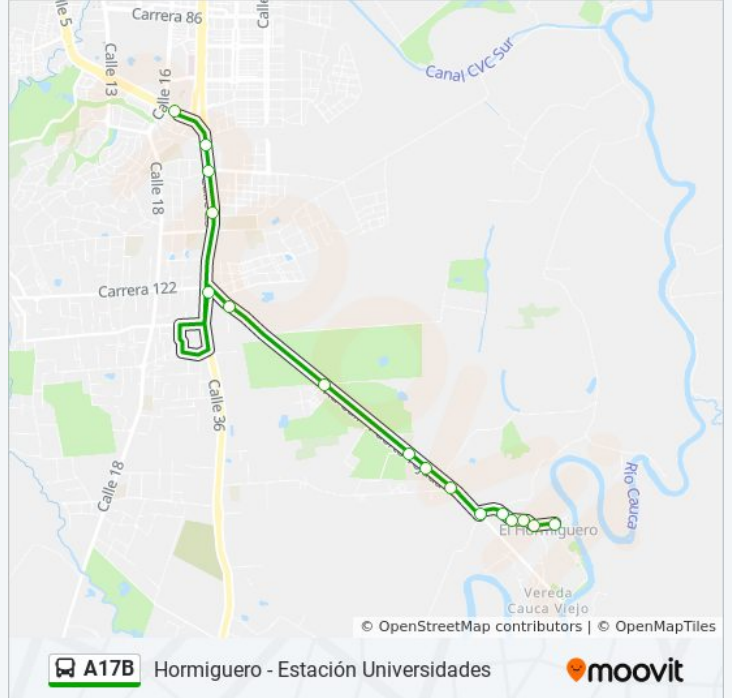 Calle 5
Carrera 86
Calle
Calle 13
Calle 16
Canal CVC Sur
Calle 18
Carrera 122
Calle 36
Calle 18
Río Cauca
El Hormiguero
Vereda
Cauca Viejo
© OpenStreetMap contributors | © OpenMapTiles
A17B Hormiguero - Estación Universidades
moovit